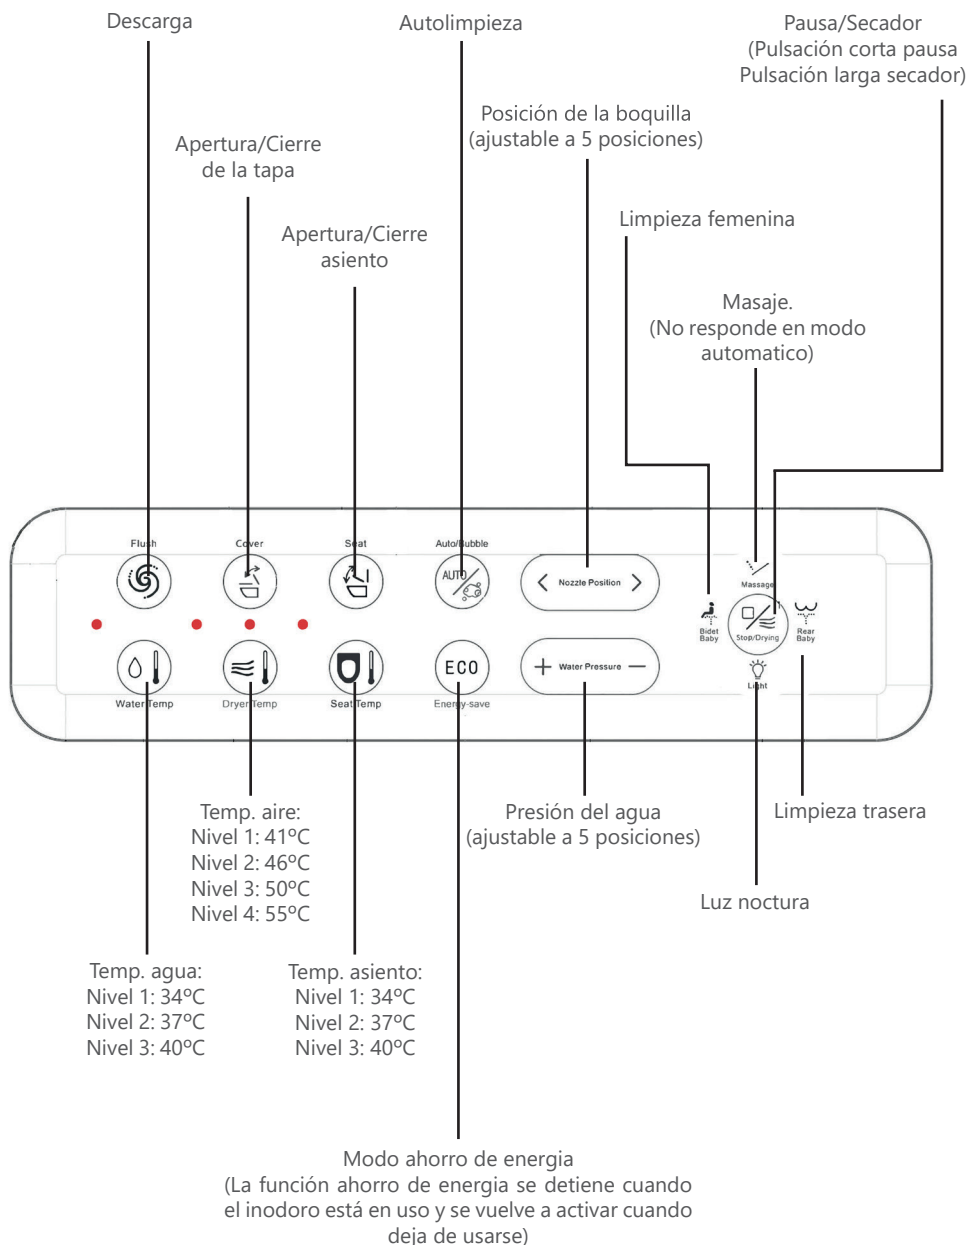 Descarga
Autolimpieza
Pausa/Secador
(Pulsación corta pausa
Pulsación larga secador)
Posición de la boquilla
(ajustable a 5 posiciones)
Apertura/Cierre
de la tapa
Apertura/Cierre
asiento
Limpieza femenina
Masaje.
(No responde en modo
automatico)
Flush
Cover
Seat
Auto/Bubble
AUTO
Nozzle Position
Massage
Bidet
Baby
Stop/Drying
Rear
Baby
Light
Water Temp
Dryer Temp
Seat Temp
ECO
Energy-save
+ Water Pressure −
Temp. aire:
Nivel 1: 41ºC
Nivel 2: 46ºC
Nivel 3: 50ºC
Nivel 4: 55ºC
Presión del agua
(ajustable a 5 posiciones)
Limpieza trasera
Luz noctura
Temp. agua:
Nivel 1: 34ºC
Nivel 2: 37ºC
Nivel 3: 40ºC
Temp. asiento:
Nivel 1: 34ºC
Nivel 2: 37ºC
Nivel 3: 40ºC
Modo ahorro de energia
(La función ahorro de energia se detiene cuando
el inodoro está en uso y se vuelve a activar cuando
deja de usarse)